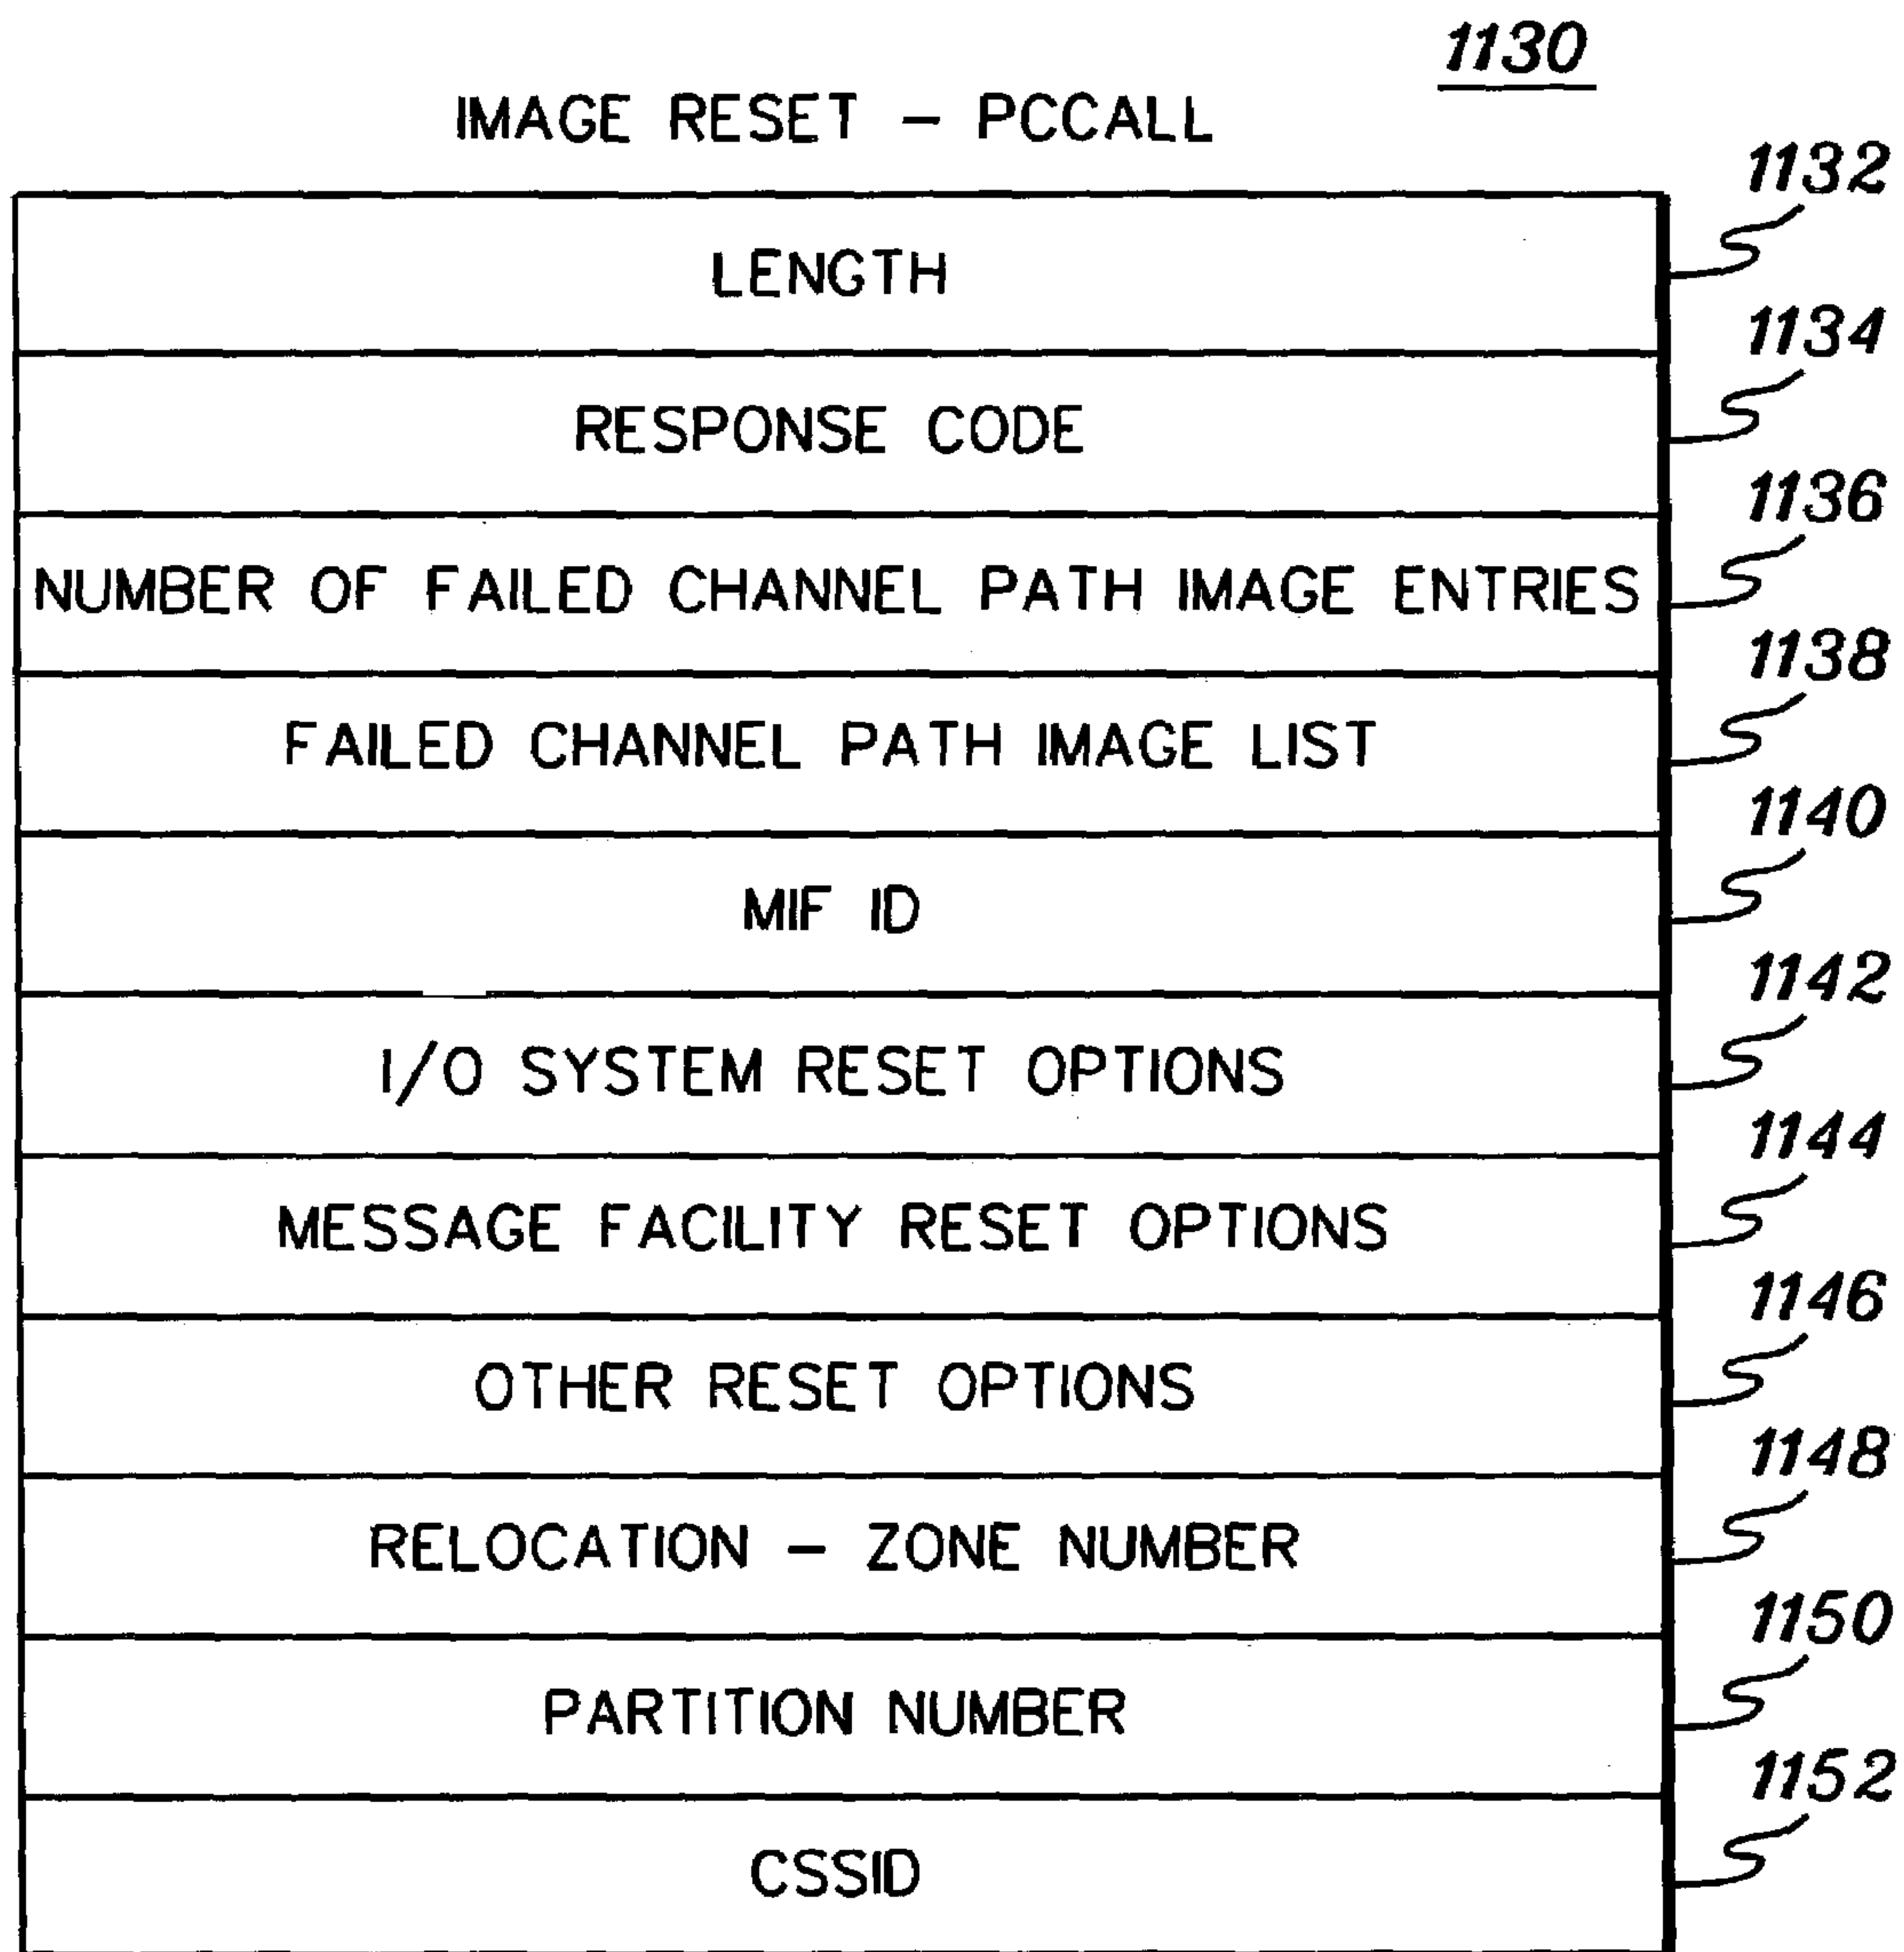 1130
IMAGE RESET – PCCALL
LENGTH 1132
RESPONSE CODE 1134
NUMBER OF FAILED CHANNEL PATH IMAGE ENTRIES 1136
FAILED CHANNEL PATH IMAGE LIST 1138
MIF ID 1140
I/O SYSTEM RESET OPTIONS 1142
MESSAGE FACILITY RESET OPTIONS 1144
OTHER RESET OPTIONS 1146
RELOCATION – ZONE NUMBER 1148
PARTITION NUMBER 1150
CSSID 1152